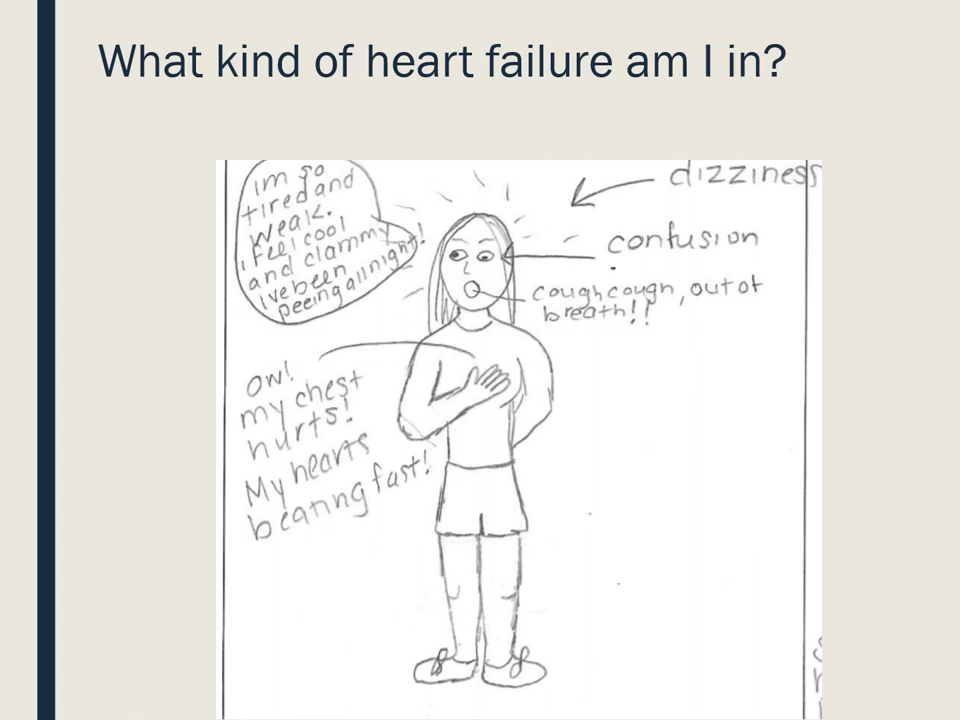 What kind of heart failure am I in?
im so
tired and
weak.
i feel cool
and clammy!
ive been
peeing all night!
dizziness
confusion
cough cough, out of
breath!!
ow!
my chest
hurts!
My hearts
beating fast!